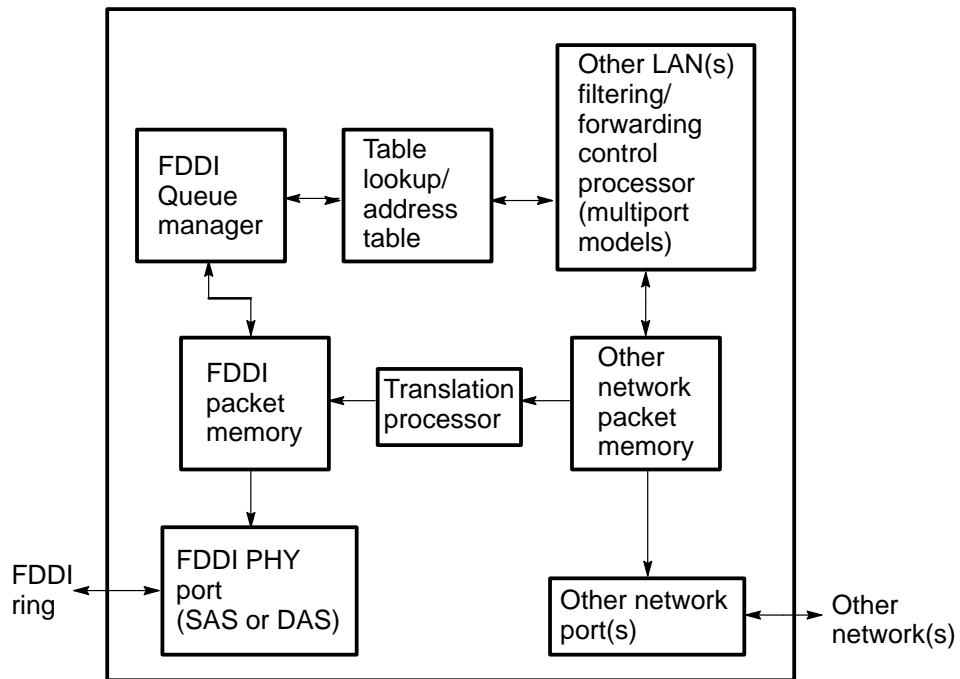 Other LAN(s)
filtering/
forwarding
control
processor
(multiport
models)
FDDI
Queue
manager
Table
lookup/
address
table
FDDI
packet
memory
Translation
processor
Other
network
packet
memory
FDDI PHY
port
(SAS or DAS)
FDDI
ring
Other network
port(s)
Other
network(s)